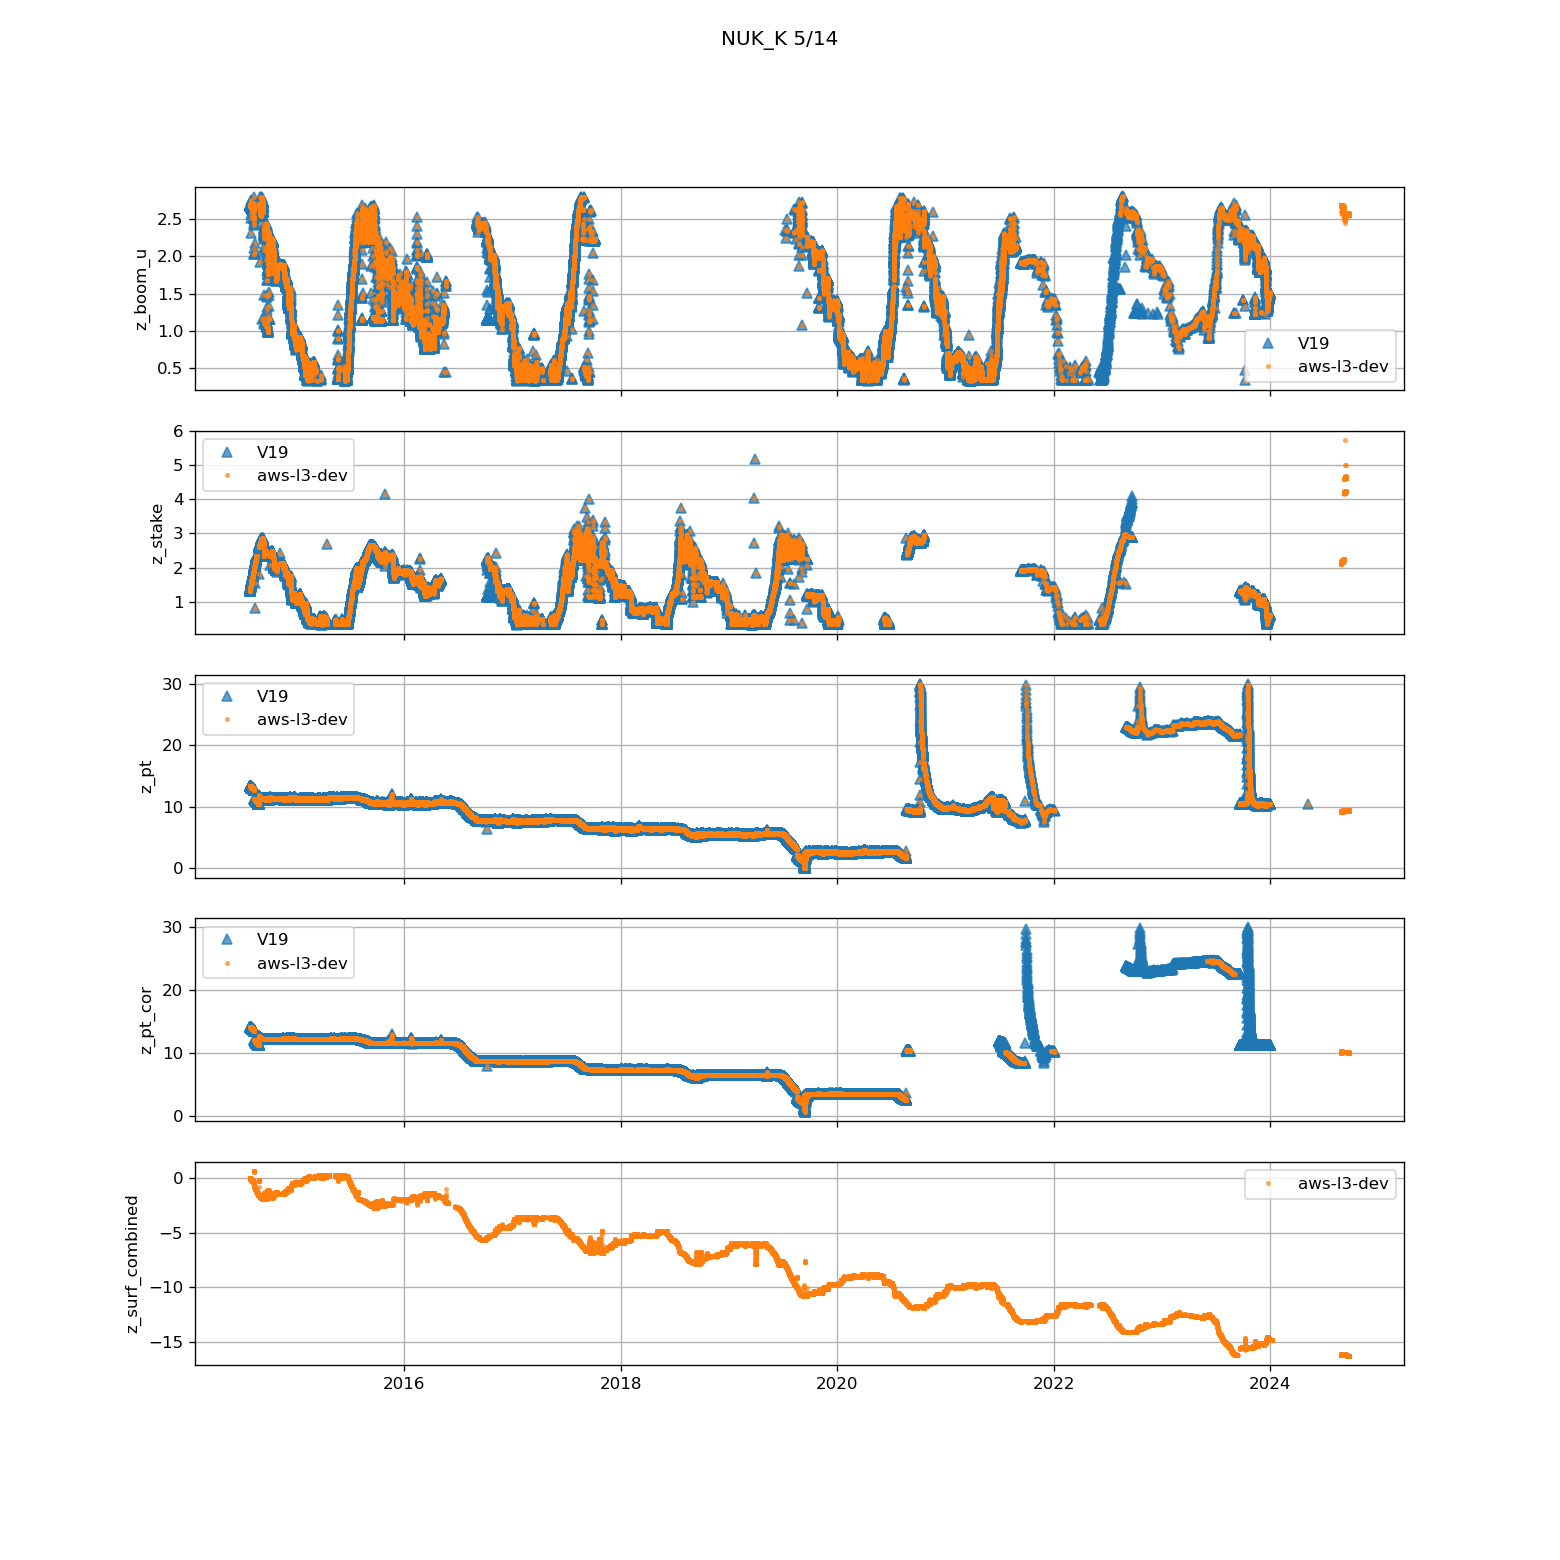 NUK_K 5/14
z_boom_u
2.5
2.0
1.5
1.0
0.5
V19
aws-l3-dev
z_stake
6
5
4
3
2
1
V19
aws-l3-dev
z_pt
30
20
10
0
V19
aws-l3-dev
z_pt_cor
30
20
10
0
V19
aws-l3-dev
z_surf_combined
0
−5
−10
−15
aws-l3-dev
2016
2018
2020
2022
2024